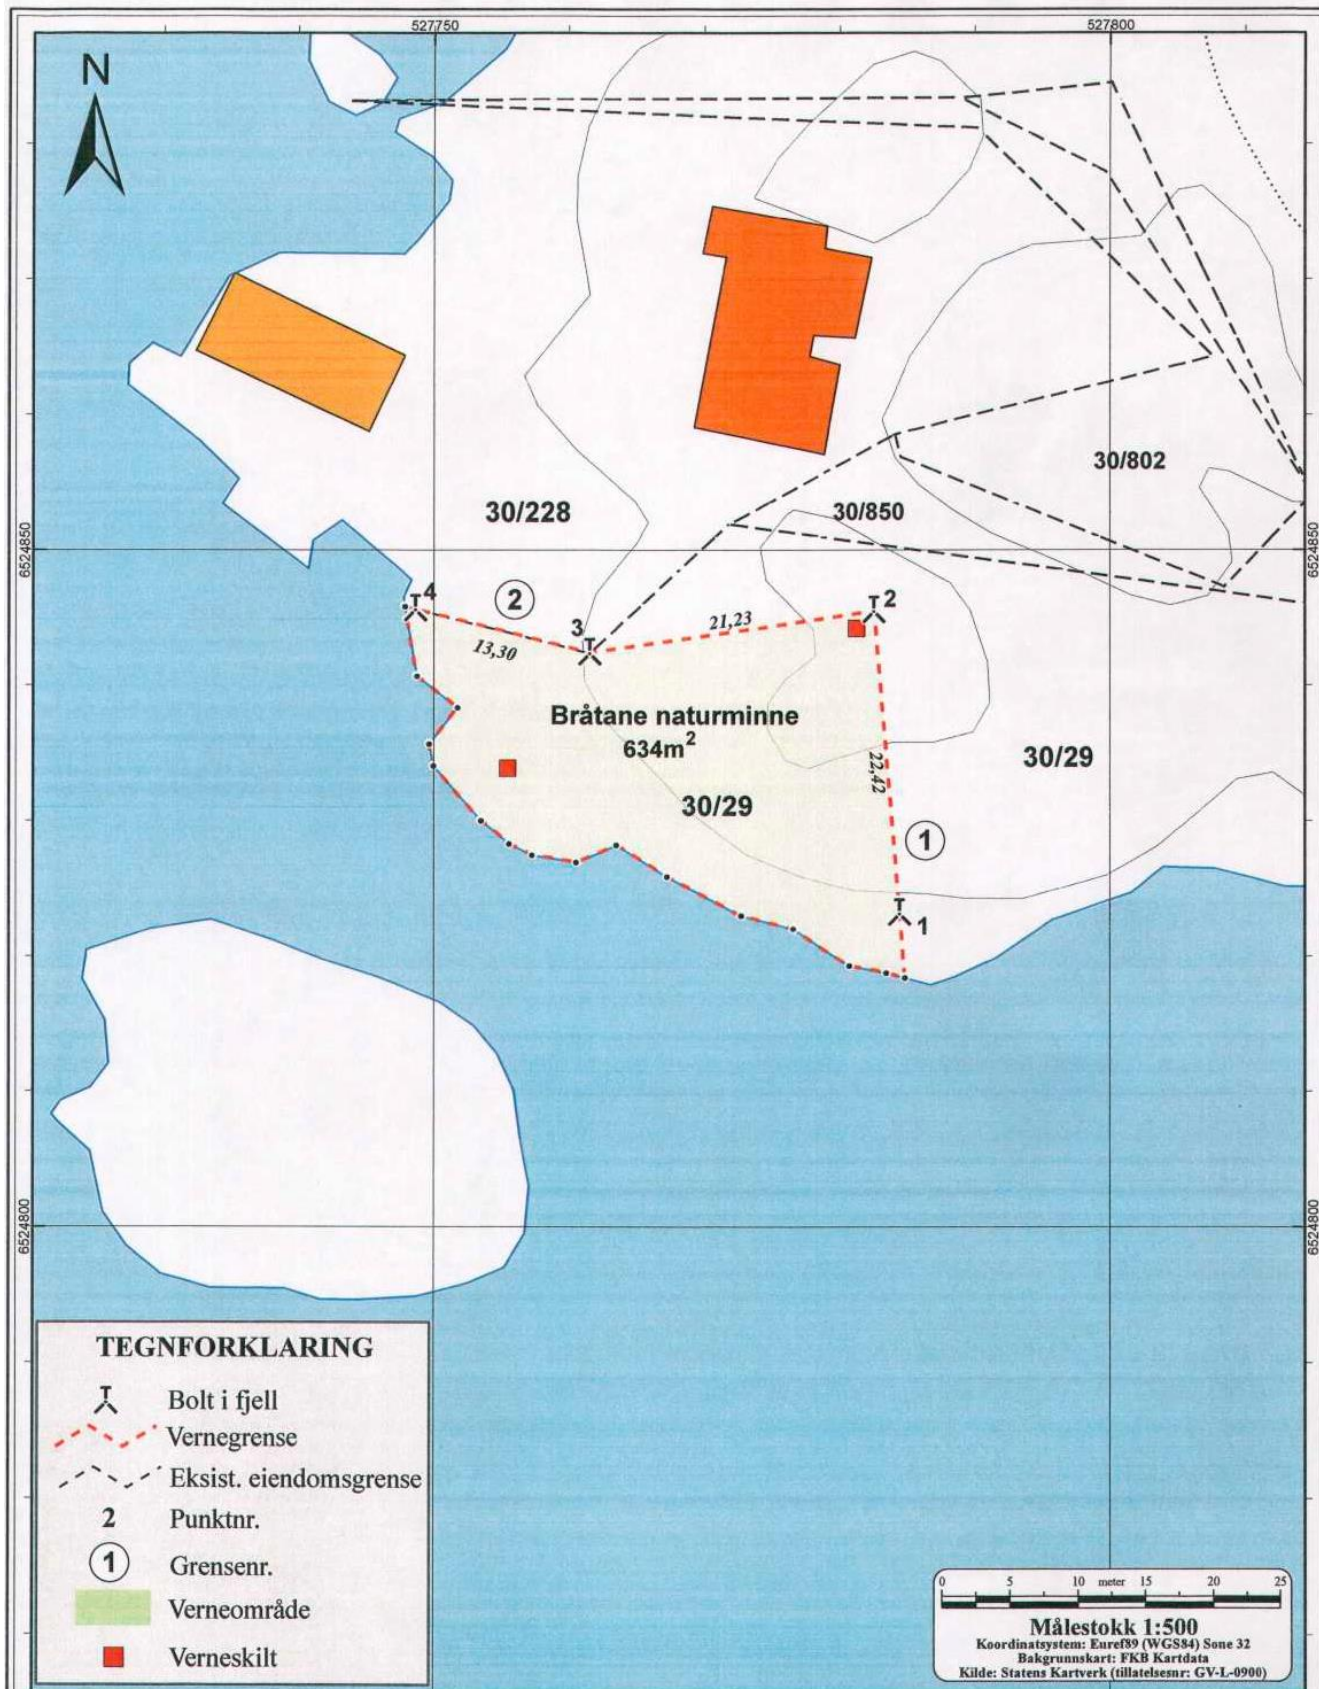 527750
527800
N
30/802
30/228
30/850
6524850
6524850
4
2
2
3
21,23
13,30
Bråtane naturminne
634m²
22,42
30/29
30/29
1
1
6524800
6524800
TEGNFORKLARING
Bolt i fjell
Vernegrense
Eksist. eiendomsgrense
2 Punktnr.
1 Grensenr.
Verneområde
Verneskilt
0 5 10 meter 15 20 25
Målestokk 1:500
Koordinatsystem: Euref89 (WGS84) Sone 32
Bakgrunnskart: FKB Kartdata
Kilde: Statens Kartverk (tillatelsesnr: GV-L-0900)